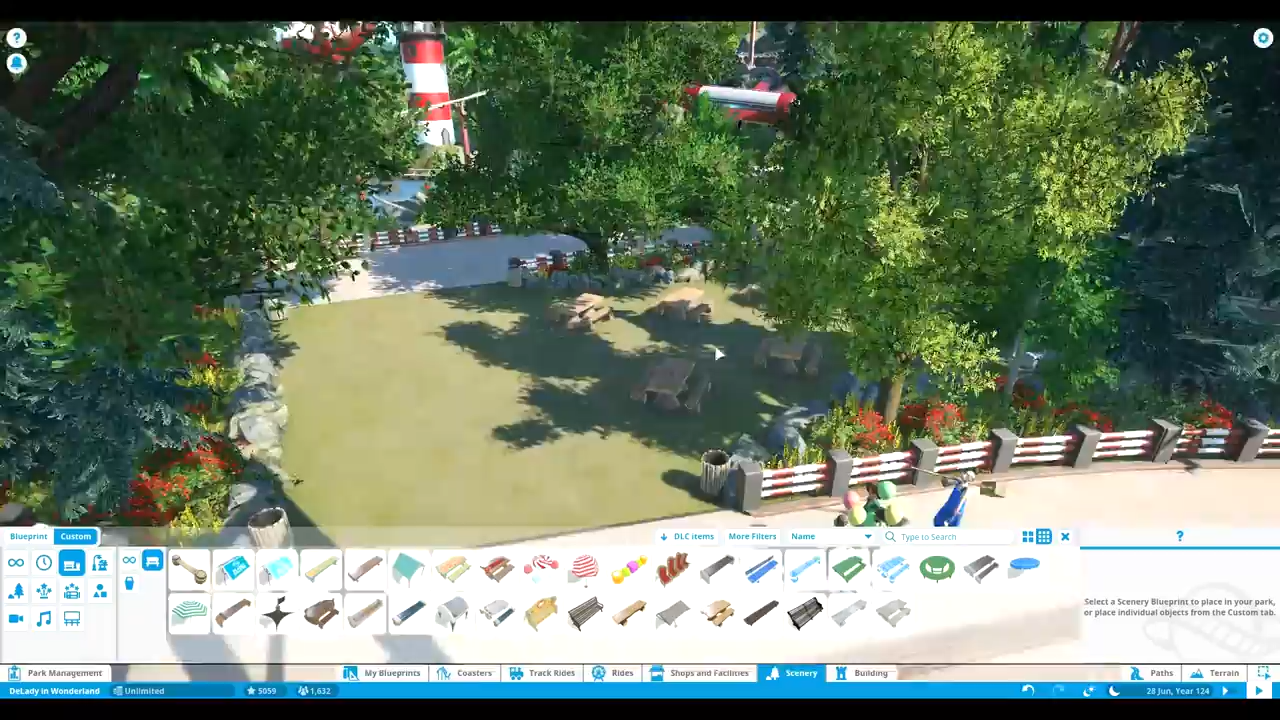 Blueprint
Custom
DLC items
More Filters
Name
Type to Search
Select a Scenery Blueprint to place in your park,
or place individual objects from the Custom tab.
Park Management
My Blueprints
Coasters
Track Rides
Rides
Shops and Facilities
Scenery
Building
Paths
Terrain
DeLady in Wonderland
Unlimited
5059
1,632
28 Jun, Year 124